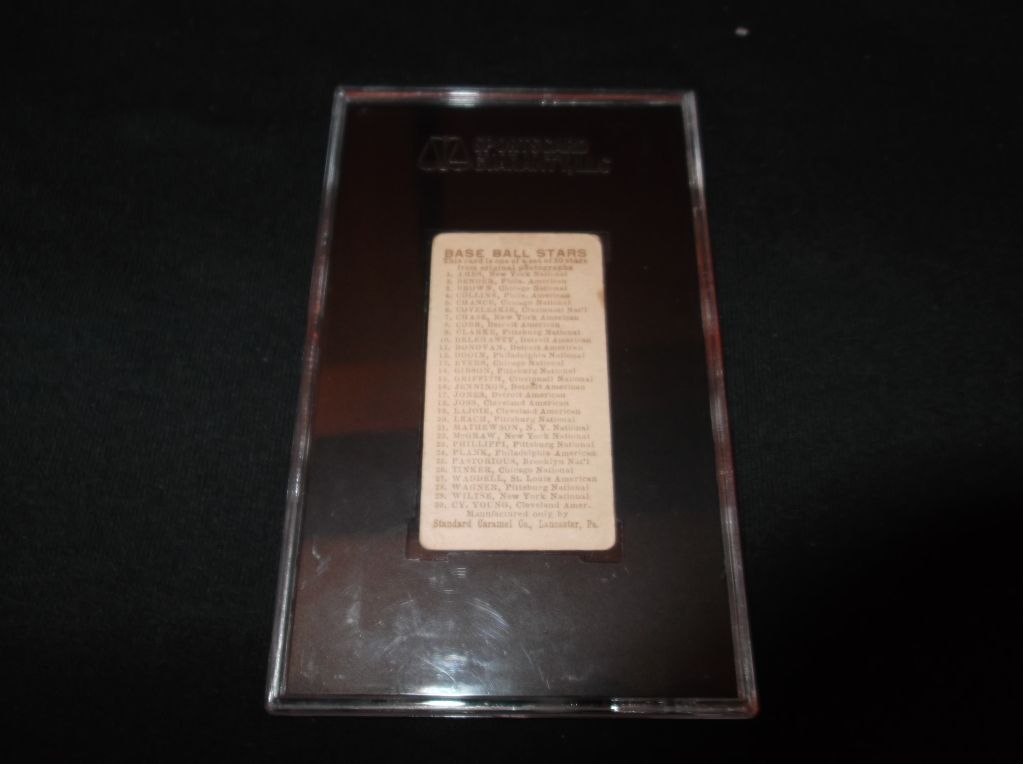 SPORTSCARD
GUARANTY, LLC
BASE BALL STARS
This card is one of a set of 30 stars
from original photographs
1. AMES, New York National
2. BENDER, Phila. American
3. BROWN, Chicago National
4. COLLINS, Phila. American
5. CHANCE, Chicago National
6. COVELESKIE, Cincinnati Nat'l
7. CHASE, New York American
8. COBB, Detroit American
9. CLARKE, Pittsburg National
10. DELEHANTY, Detroit American
11. DONOVAN, Detroit American
12. DOOIN, Philadelphia National
13. EVERS, Chicago National
14. GIBSON, Pittsburg National
15. GRIFFITH, Cincinnati National
16. JENNINGS, Detroit American
17. JONES, Detroit American
18. JOSS, Cleveland American
19. LAJOIE, Cleveland American
20. LEACH, Pittsburg National
21. MATHEWSON, N. Y. National
22. McGRAW, New York National
23. PHILLIPPI, Pittsburg National
24. PLANK, Philadelphia American
25. PASTORIOUS, Brooklyn Nat'l
26. TINKER, Chicago National
27. WADDELL, St. Louis American
28. WAGNER, Pittsburg National
29. WILTSE, New York National
30. CY. YOUNG, Cleveland Amer.
Manufactured only by
Standard Caramel Co., Lancaster, Pa.